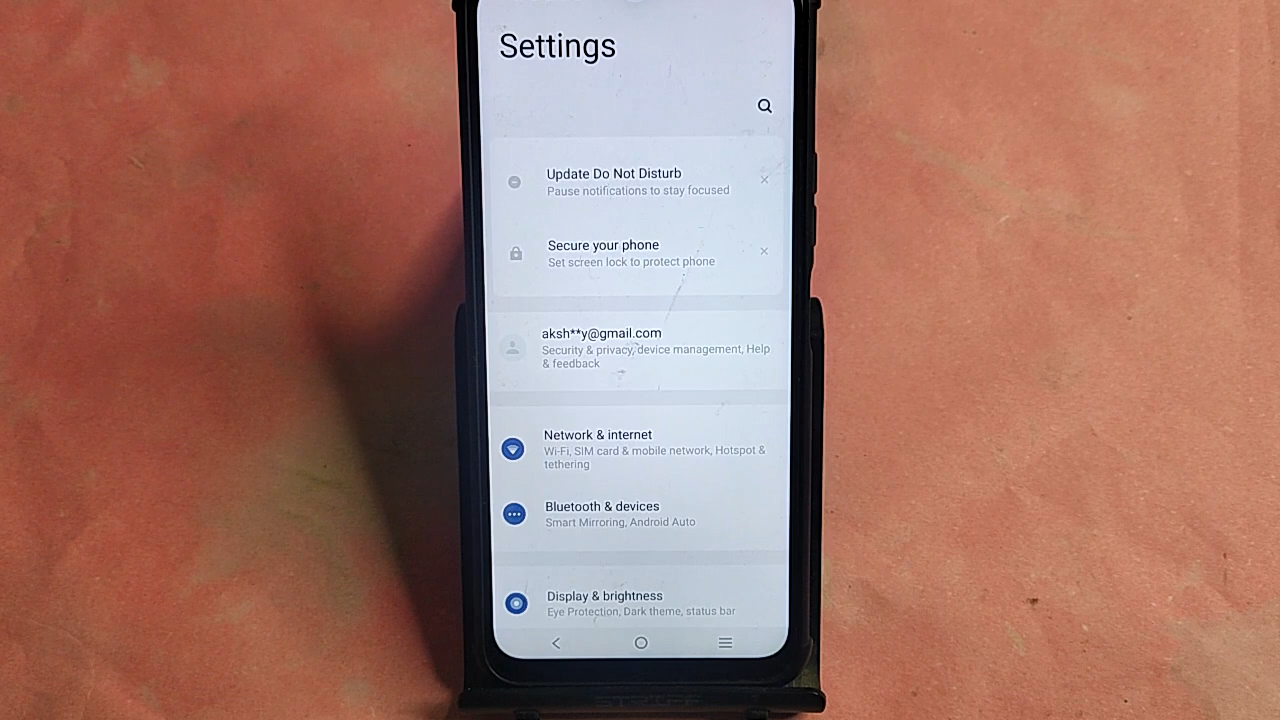 Settings
Update Do Not Disturb
Pause notifications to stay focused
Secure your phone
Set screen lock to protect phone
aksh**y@gmail.com
Security & privacy, device management, Help
& feedback
Network & internet
Wi-Fi, SIM card & mobile network, Hotspot &
tethering
Bluetooth & devices
Smart Mirroring, Android Auto
Display & brightness
Eye Protection, Dark theme, status bar